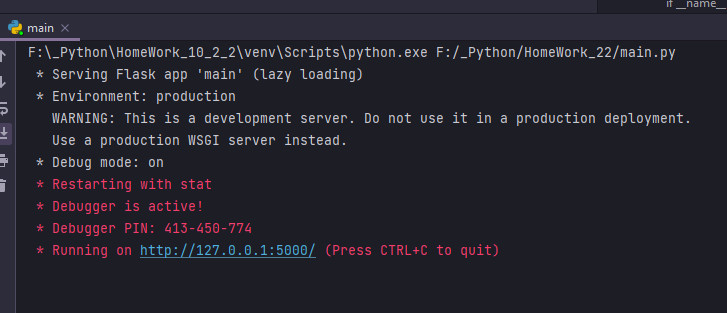 if __name__
main
F:\_Python\HomeWork_10_2_2\venv\Scripts\python.exe F:/_Python/HomeWork_22/main.py
* Serving Flask app 'main' (lazy loading)
* Environment: production
WARNING: This is a development server. Do not use it in a production deployment.
Use a production WSGI server instead.
* Debug mode: on
* Restarting with stat
* Debugger is active!
* Debugger PIN: 413-450-774
* Running on http://127.0.0.1:5000/ (Press CTRL+C to quit)